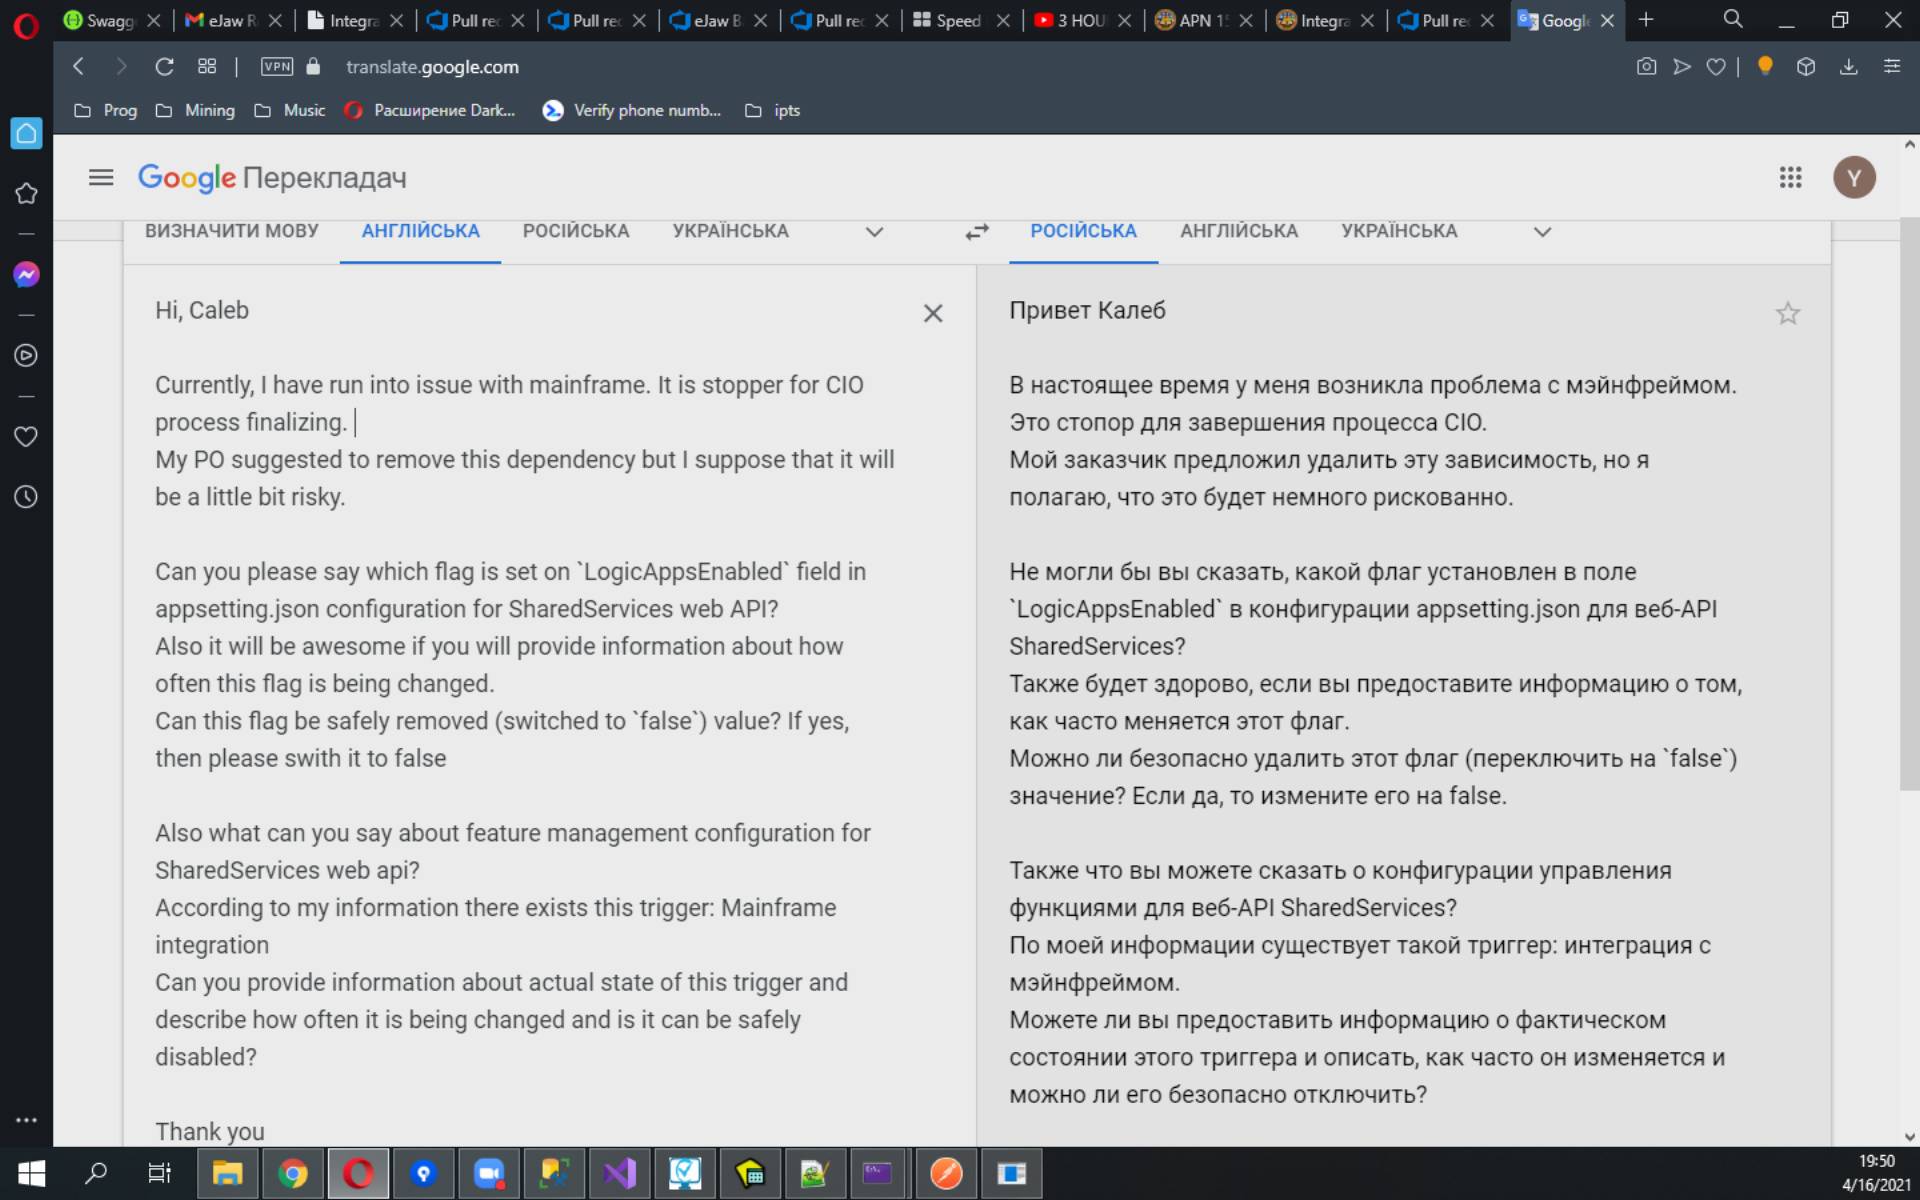 Swagg
eJaw R
Integra
Pull rec
Pull rec
eJaw B
Pull rec
Speed
3 HOU
APN 15
Integra
Pull rec
Google
VPN
translate.google.com
Prog
Mining
Music
Расширение Dark...
Verify phone numb...
ipts
Google Перекладач
Y
ВИЗНАЧИТИ МОВУ
АНГЛІЙСЬКА
РОСІЙСЬКА
УКРАЇНСЬКА
РОСІЙСЬКА
АНГЛІЙСЬКА
УКРАЇНСЬКА
Hi, Caleb
Currently, I have run into issue with mainframe. It is stopper for CIO
process finalizing.
My PO suggested to remove this dependency but I suppose that it will
be a little bit risky.
Can you please say which flag is set on `LogicAppsEnabled` field in
appsetting.json configuration for SharedServices web API?
Also it will be awesome if you will provide information about how
often this flag is being changed.
Can this flag be safely removed (switched to `false`) value? If yes,
then please swith it to false
Also what can you say about feature management configuration for
SharedServices web api?
According to my information there exists this trigger: Mainframe
integration
Can you provide information about actual state of this trigger and
describe how often it is being changed and is it can be safely
disabled?
Thank you
Привет Калеб
В настоящее время у меня возникла проблема с мэйнфреймом.
Это стопор для завершения процесса CIO.
Мой заказчик предложил удалить эту зависимость, но я
полагаю, что это будет немного рискованно.
Не могли бы вы сказать, какой флаг установлен в поле
`LogicAppsEnabled` в конфигурации appsetting.json для веб-API
SharedServices?
Также будет здорово, если вы предоставите информацию о том,
как часто меняется этот флаг.
Можно ли безопасно удалить этот флаг (переключить на `false`)
значение? Если да, то измените его на false.
Также что вы можете сказать о конфигурации управления
функциями для веб-API SharedServices?
По моей информации существует такой триггер: интеграция с
мэйнфреймом.
Можете ли вы предоставить информацию о фактическом
состоянии этого триггера и описать, как часто он изменяется и
можно ли его безопасно отключить?
19:50
4/16/2021